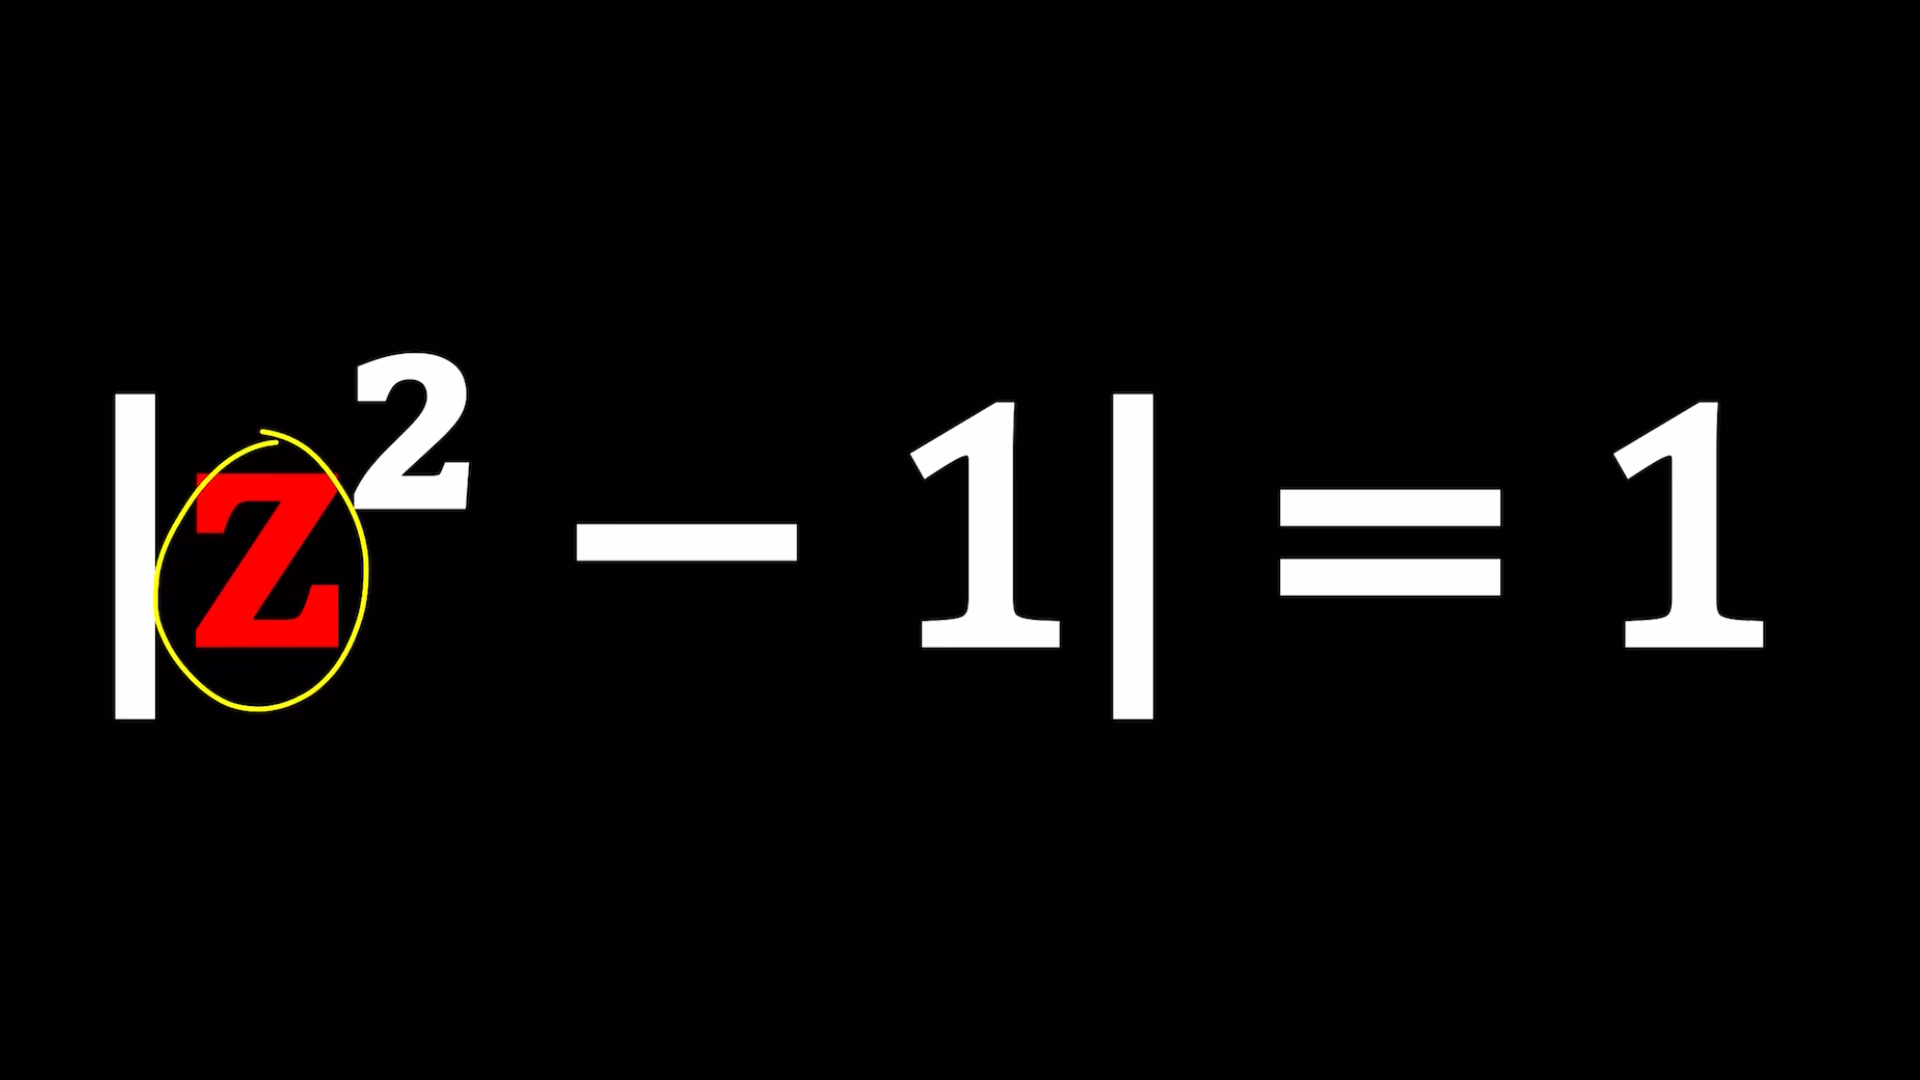 |z² − 1| = 1